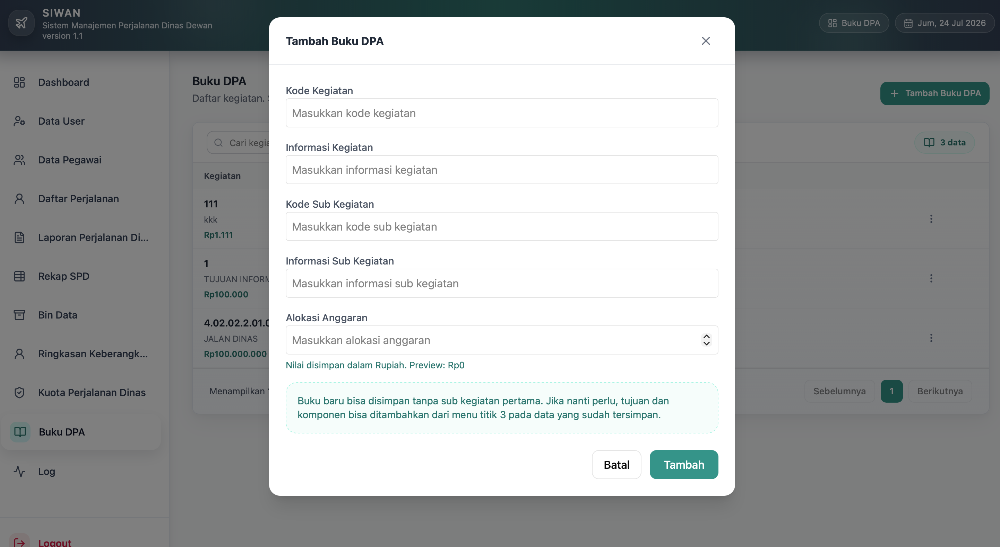 SIWAN
Sistem Manajemen Perjalanan Dinas Dewan
version 1.1
Buku DPA
Jum, 24 Jul 2026
Dashboard
Data User
Data Pegawai
Daftar Perjalanan
Laporan Perjalanan Di...
Rekap SPD
Bin Data
Ringkasan Keberangk...
Kuota Perjalanan Dinas
Buku DPA
Log
Logout
Buku DPA
Daftar kegiatan.
Tambah Buku DPA
Cari
3 data
Kegiatan
111
kkk
Rp1.111
1
TUJUAN
Rp100.000
4.02.02.2.01.0
JALAN DINAS
Rp100.000.000
Menampilkan
Sebelumnya
1
Berikutnya
Tambah Buku DPA
Kode Kegiatan
Masukkan kode kegiatan
Informasi Kegiatan
Masukkan informasi kegiatan
Kode Sub Kegiatan
Masukkan kode sub kegiatan
Informasi Sub Kegiatan
Masukkan informasi sub kegiatan
Alokasi Anggaran
Masukkan alokasi anggaran
Nilai disimpan dalam Rupiah. Preview: Rp0
Buku baru bisa disimpan tanpa sub kegiatan pertama. Jika nanti perlu, tujuan dan
komponen bisa ditambahkan dari menu titik 3 pada data yang sudah tersimpan.
Batal
Tambah